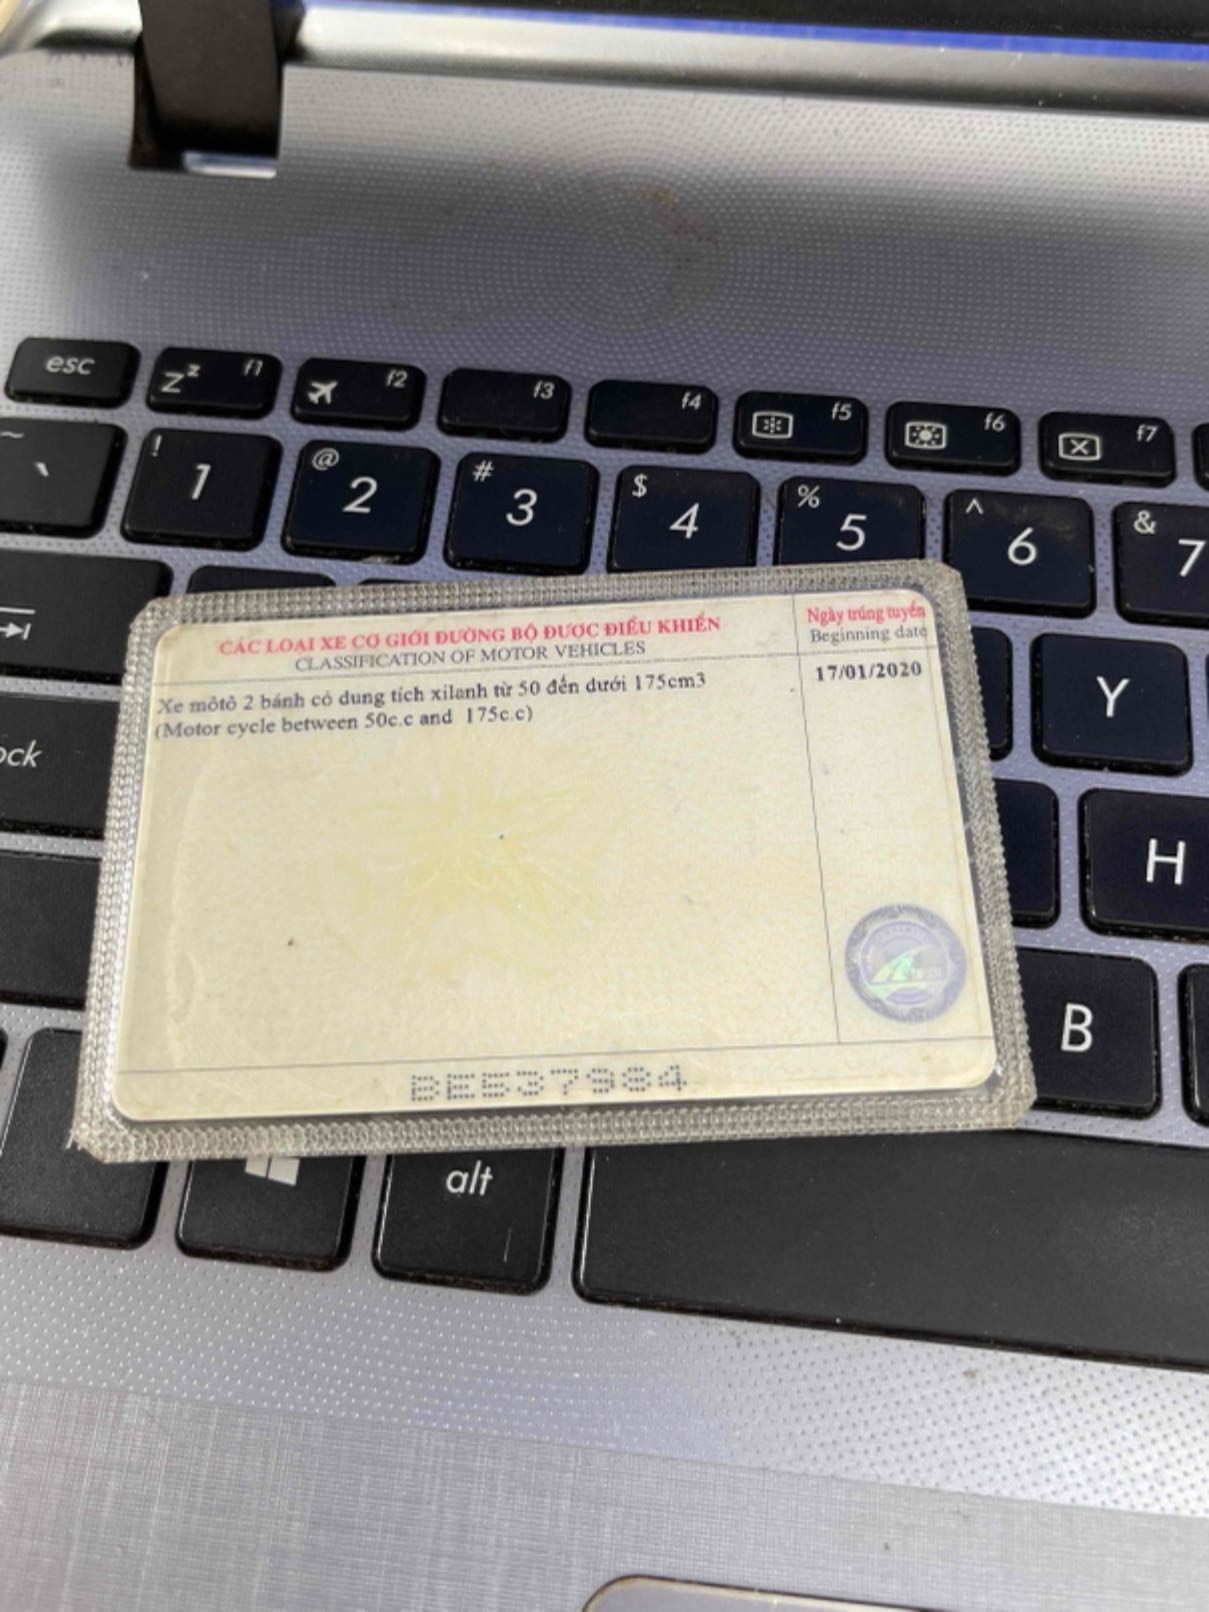 esc
f1
f2
f3
f4
f5
f6
f7
~
`
! 1
@ 2
# 3
$ 4
% 5
^ 6
& 7
CÁC LOẠI XE CƠ GIỚI ĐƯỜNG BỘ ĐƯỢC ĐIỀU KHIỂN
CLASSIFICATION OF MOTOR VEHICLES
Ngày trúng tuyển
Beginning date
Xe môtô 2 bánh có dung tích xilanh từ 50 đến dưới 175cm3
(Motor cycle between 50c.c and 175c.c)
17/01/2020
Y
ock
H
B
BE537984
alt